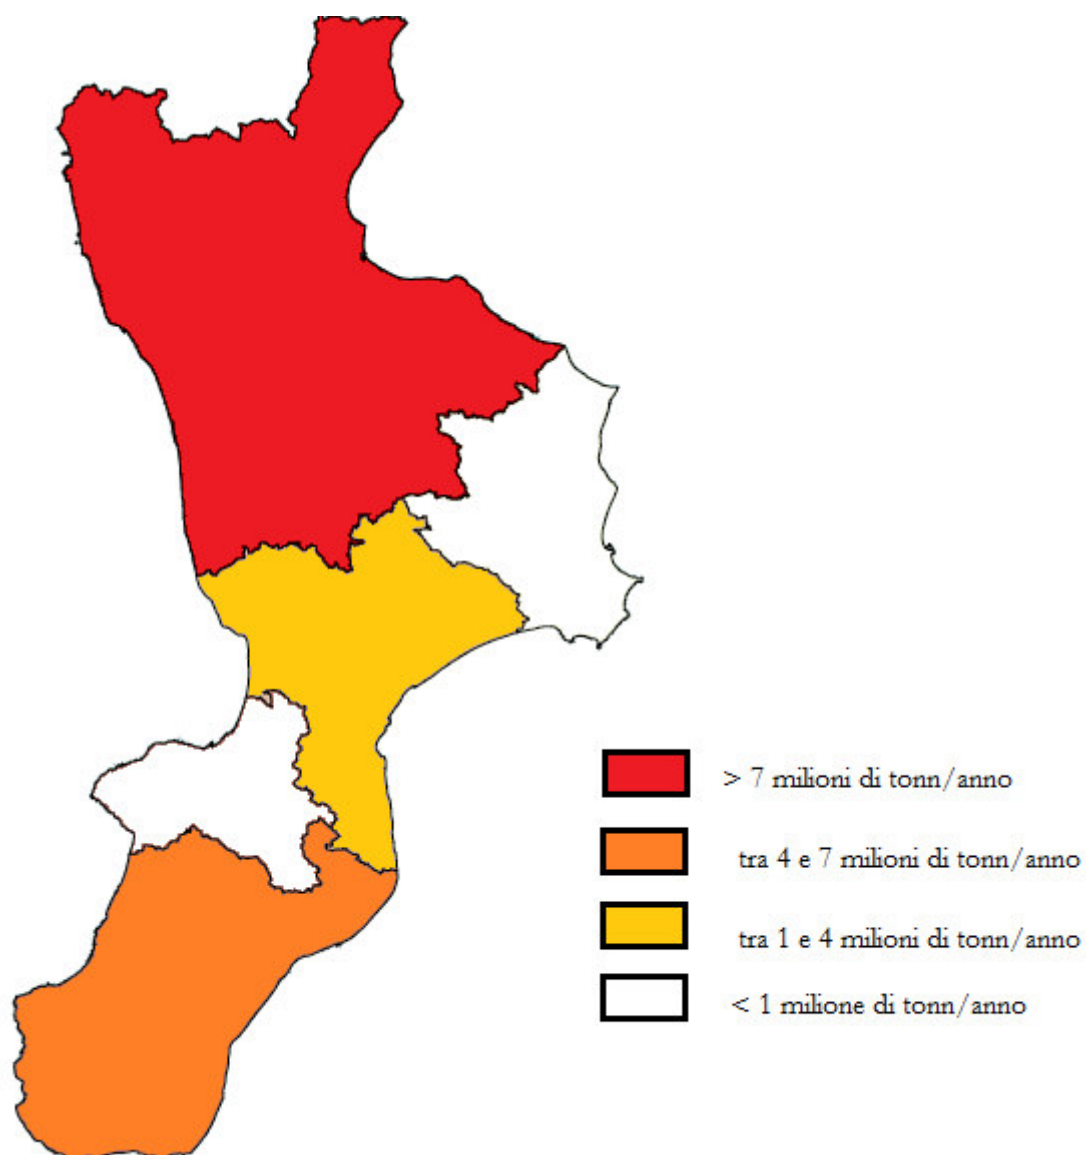 > 7 milioni di tonn/anno
tra 4 e 7 milioni di tonn/anno
tra 1 e 4 milioni di tonn/anno
< 1 milione di tonn/anno